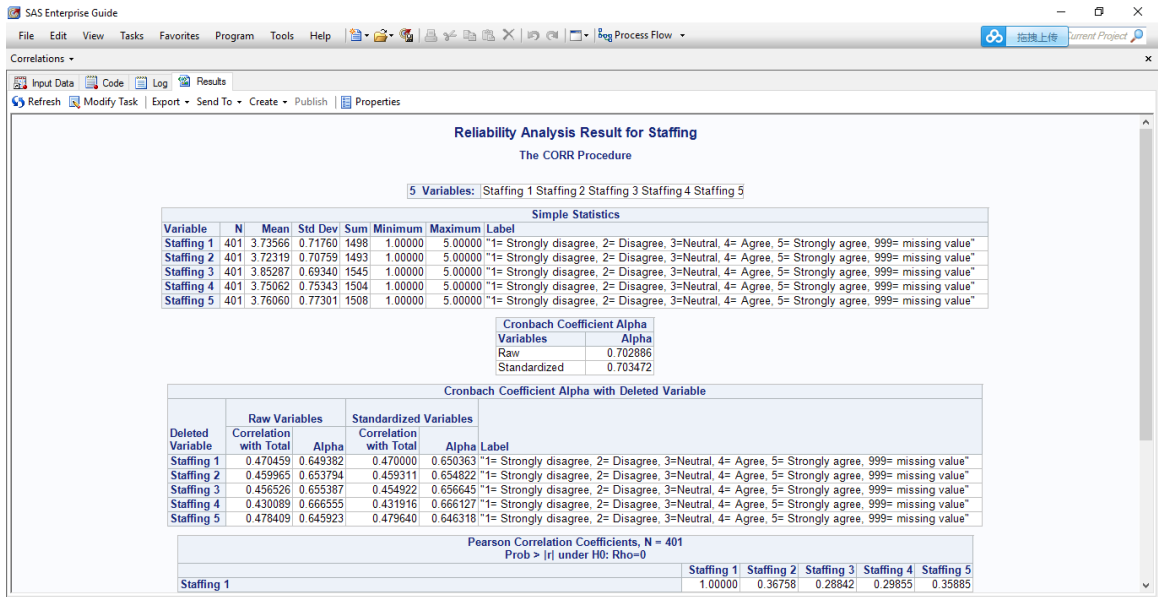 SAS Enterprise Guide
File Edit View Tasks Favorites Program Tools Help Process Flow 拖拽上传 Current Project
Correlations
Input Data Code Log Results
Refresh Modify Task Export Send To Create Publish Properties
Reliability Analysis Result for Staffing
The CORR Procedure
5 Variables: Staffing 1 Staffing 2 Staffing 3 Staffing 4 Staffing 5
Simple Statistics
Variable N Mean Std Dev Sum Minimum Maximum Label
Staffing 1 401 3.73566 0.71760 1498 1.00000 5.00000 "1= Strongly disagree, 2= Disagree, 3=Neutral, 4= Agree, 5= Strongly agree, 999= missing value"
Staffing 2 401 3.72319 0.70759 1493 1.00000 5.00000 "1= Strongly disagree, 2= Disagree, 3=Neutral, 4= Agree, 5= Strongly agree, 999= missing value"
Staffing 3 401 3.85287 0.69340 1545 1.00000 5.00000 "1= Strongly disagree, 2= Disagree, 3=Neutral, 4= Agree, 5= Strongly agree, 999= missing value"
Staffing 4 401 3.75062 0.75343 1504 1.00000 5.00000 "1= Strongly disagree, 2= Disagree, 3=Neutral, 4= Agree, 5= Strongly agree, 999= missing value"
Staffing 5 401 3.76060 0.77301 1508 1.00000 5.00000 "1= Strongly disagree, 2= Disagree, 3=Neutral, 4= Agree, 5= Strongly agree, 999= missing value"
Cronbach Coefficient Alpha
Variables Alpha
Raw 0.702886
Standardized 0.703472
Cronbach Coefficient Alpha with Deleted Variable
Raw Variables Standardized Variables
Deleted Correlation Correlation
Variable with Total Alpha with Total Alpha Label
Staffing 1 0.470459 0.649382 0.470000 0.650363 "1= Strongly disagree, 2= Disagree, 3=Neutral, 4= Agree, 5= Strongly agree, 999= missing value"
Staffing 2 0.459965 0.653794 0.459311 0.654822 "1= Strongly disagree, 2= Disagree, 3=Neutral, 4= Agree, 5= Strongly agree, 999= missing value"
Staffing 3 0.456526 0.655387 0.454922 0.656645 "1= Strongly disagree, 2= Disagree, 3=Neutral, 4= Agree, 5= Strongly agree, 999= missing value"
Staffing 4 0.430089 0.666555 0.431916 0.666127 "1= Strongly disagree, 2= Disagree, 3=Neutral, 4= Agree, 5= Strongly agree, 999= missing value"
Staffing 5 0.478409 0.645923 0.479640 0.646318 "1= Strongly disagree, 2= Disagree, 3=Neutral, 4= Agree, 5= Strongly agree, 999= missing value"
Pearson Correlation Coefficients, N = 401
Prob > |r| under H0: Rho=0
Staffing 1 Staffing 2 Staffing 3 Staffing 4 Staffing 5
Staffing 1 1.00000 0.36758 0.28842 0.29855 0.35885